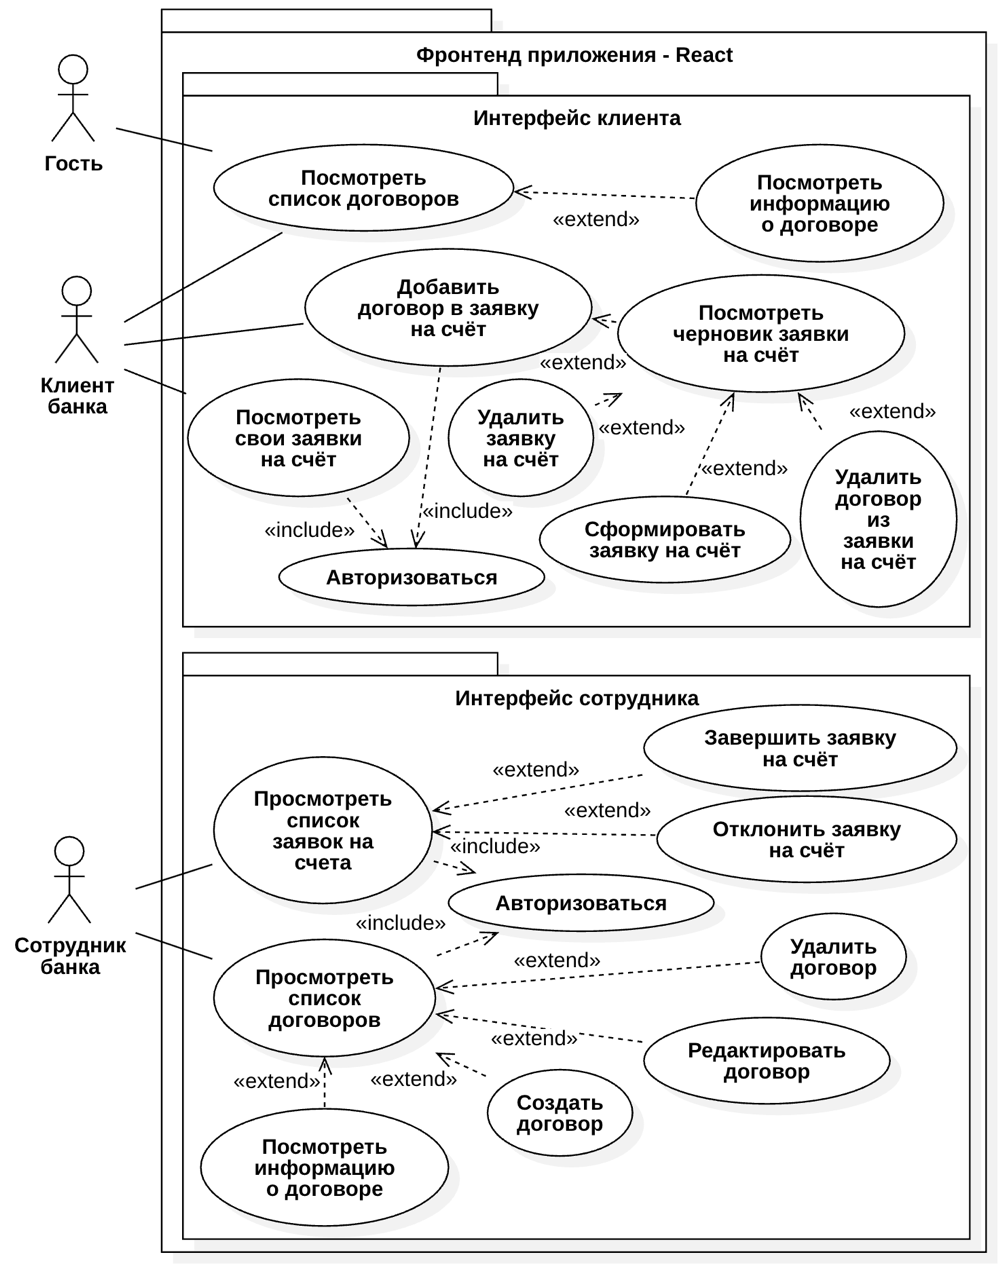 Фронтенд приложения - React
Интерфейс клиента
Гость
Посмотреть
список договоров
«extend»
Посмотреть
информацию
о договоре
Клиент
банка
Добавить
договор в заявку
на счёт
«extend»
Посмотреть
черновик заявки
на счёт
Посмотреть
свои заявки
на счёт
Удалить
заявку
на счёт
«extend»
«extend»
«extend»
«include»
«include»
Сформировать
заявку на счёт
Удалить
договор
из
заявки
на счёт
Авторизоваться
Интерфейс сотрудника
Завершить заявку
на счёт
«extend»
Просмотреть
список
заявок на
счета
«extend»
Отклонить заявку
на счёт
«include»
Авторизоваться
Сотрудник
банка
«include»
Удалить
договор
«extend»
Просмотреть
список
договоров
«extend»
Редактировать
договор
«extend»
«extend»
Создать
договор
Посмотреть
информацию
о договоре